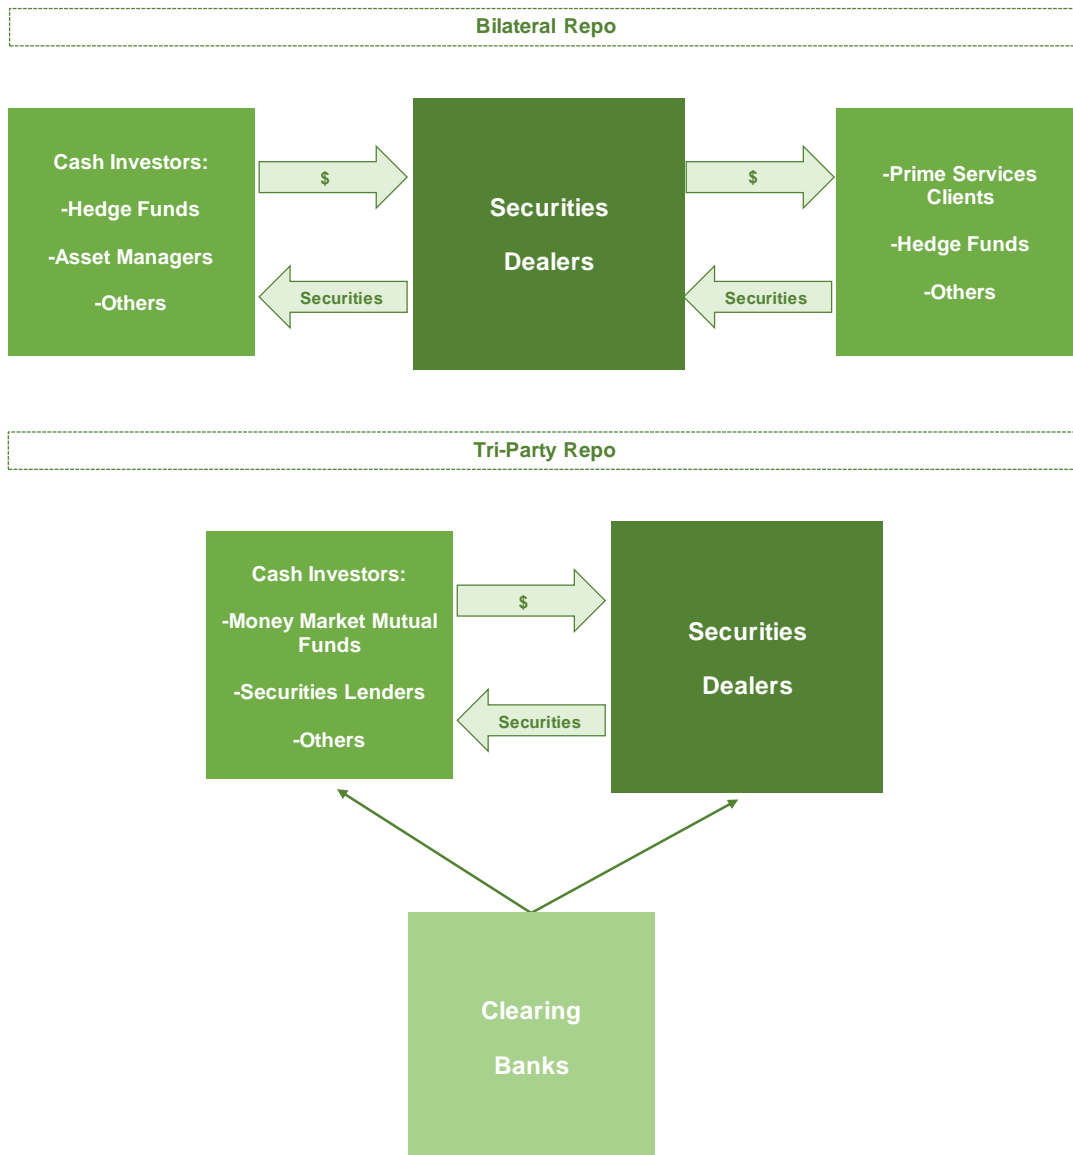 Bilateral Repo
Cash Investors:
-Hedge Funds
-Asset Managers
-Others
$
Securities
Securities
Dealers
$
Securities
-Prime Services
Clients
-Hedge Funds
-Others
Tri-Party Repo
Cash Investors:
-Money Market Mutual
Funds
-Securities Lenders
-Others
$
Securities
Securities
Dealers
Clearing
Banks